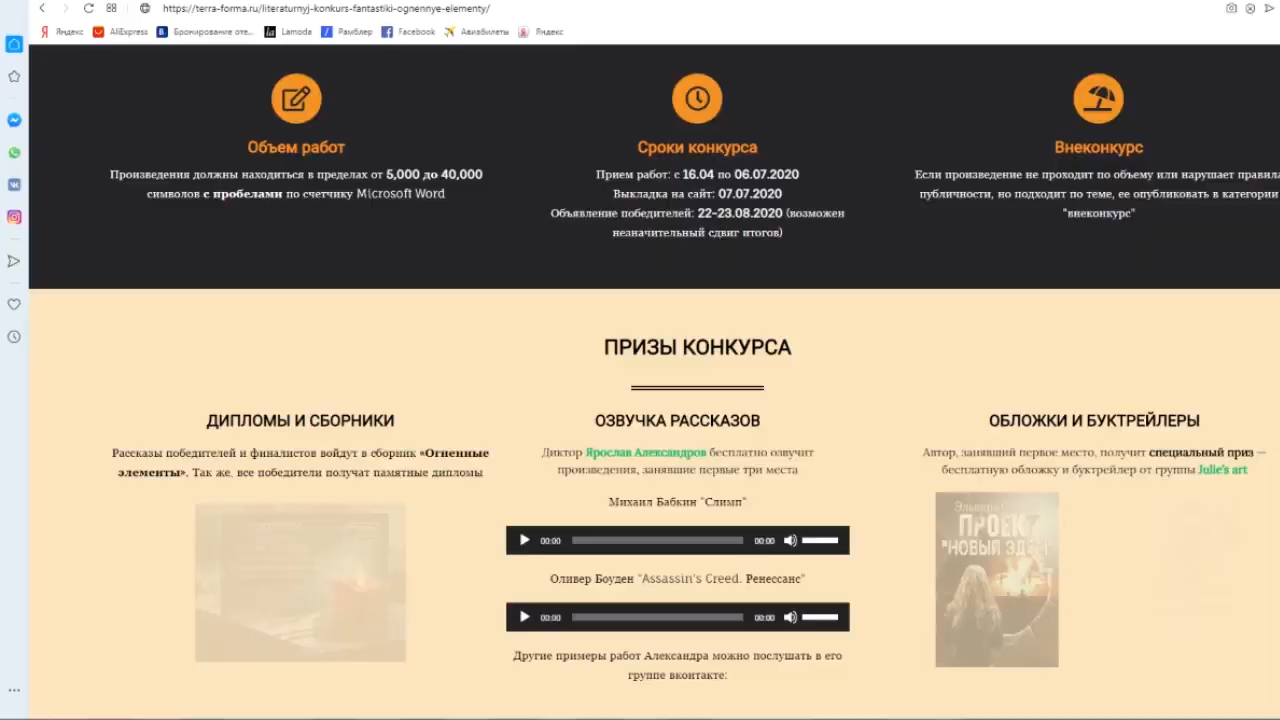 https://terra-forma.ru/literaturnyj-konkurs-fantastiki-ognennye-elementy/
Яндекс AliExpress Бронирование оте... Lamoda Рамблер Facebook Авиабилеты Яндекс
Объем работ
Произведения должны находиться в пределах от 5,000 до 40,000
символов с пробелами по счетчику Microsoft Word
Сроки конкурса
Прием работ: с 16.04 по 06.07.2020
Выкладка на сайт: 07.07.2020
Объявление победителей: 22-23.08.2020 (возможен
незначительный сдвиг итогов)
Внеконкурс
Если произведение не проходит по объему или нарушает правила
публичности, но подходит по теме, ее опубликовать в категории
"внеконкурс"
ПРИЗЫ КОНКУРСА
ДИПЛОМЫ И СБОРНИКИ
Рассказы победителей и финалистов войдут в сборник «Огненные
элементы». Так же, все победители получат памятные дипломы
ОЗВУЧКА РАССКАЗОВ
Диктор Ярослав Александров бесплатно озвучит
произведения, занявшие первые три места
Михаил Бабкин "Слимп"
00:00 00:00
Оливер Боуден "Assassin's Creed. Ренессанс"
00:00 00:00
Другие примеры работ Александра можно послушать в его
группе вконтакте:
ОБЛОЖКИ И БУКТРЕЙЛЕРЫ
Автор, занявший первое место, получит специальный приз —
бесплатную обложку и буктрейлер от группы Julie's art
ПРОЕКТ
"НОВЫЙ ЭДЕМ"